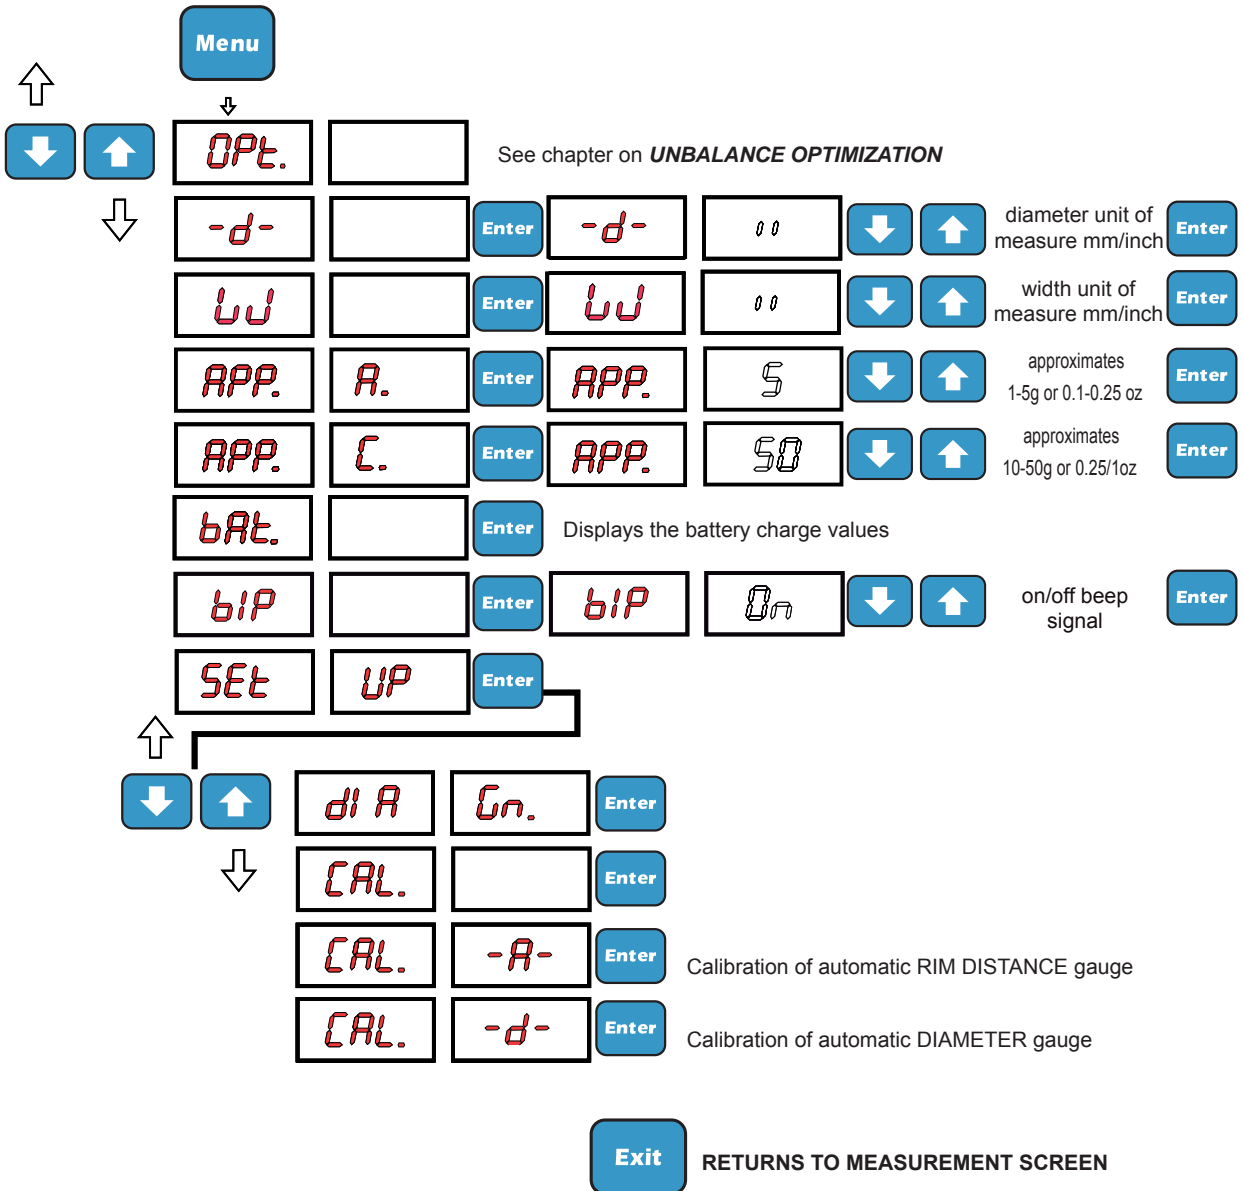 Menu
OPt.
See chapter on UNBALANCE OPTIMIZATION
-d- Enter -d- '' diameter unit of measure mm/inch Enter
W Enter W '' width unit of measure mm/inch Enter
APP. A. Enter APP. 5 approximates 1-5g or 0.1-0.25 oz Enter
APP. C. Enter APP. 50 approximates 10-50g or 0.25/1oz Enter
bAt. Enter Displays the battery charge values
bIP Enter bIP On on/off beep signal Enter
SEt UP Enter
dI A Gn. Enter
CAL. Enter
CAL. -A- Enter Calibration of automatic RIM DISTANCE gauge
CAL. -d- Enter Calibration of automatic DIAMETER gauge
Exit RETURNS TO MEASUREMENT SCREEN